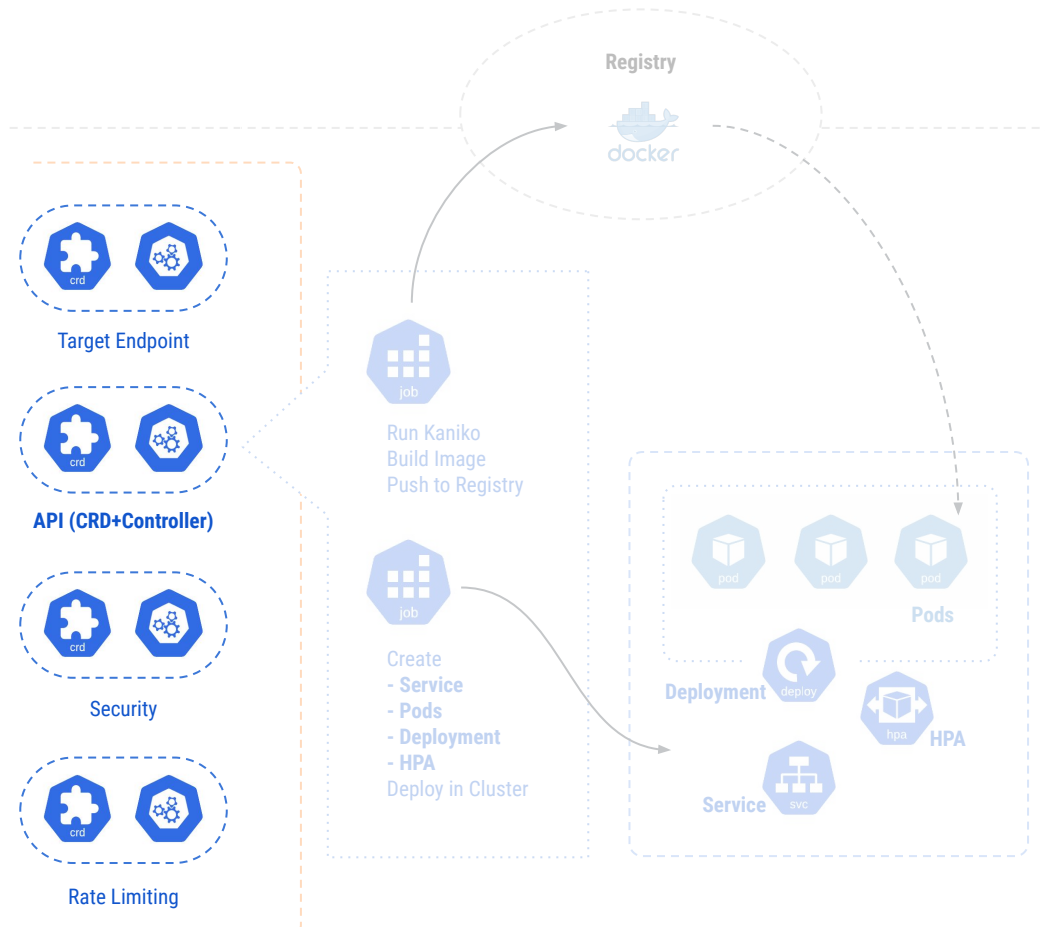 Registry
docker
crd
Target Endpoint
crd
API (CRD+Controller)
crd
Security
crd
Rate Limiting
job
Run Kaniko
Build Image
Push to Registry
job
Create
- Service
- Pods
- Deployment
- HPA
Deploy in Cluster
pod
pod
pod
Pods
Deployment
deploy
hpa
HPA
Service
svc